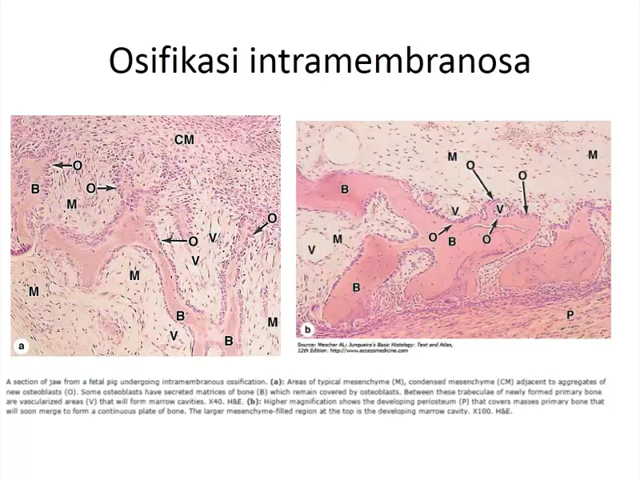 Osifikasi intramembranosa
CM
O
B
O
M
O
O
V
V
M
M
B
M
V
B
a
M
M
O
O
B
V
V
M
V
O
B
O
B
P
b
Source: Mescher AL: Junqueira's Basic Histology: Text and Atlas,
12th Edition: http://www.accessmedicine.com
A section of jaw from a fetal pig undergoing intramembranous ossification. (a): Areas of typical mesenchyme (M), condensed mesenchyme (CM) adjacent to aggregates of
new osteoblasts (O). Some osteoblasts have secreted matrices of bone (B) which remain covered by osteoblasts. Between these trabeculae of newly formed primary bone
are vascularized areas (V) that will form marrow cavities. X40. H&E. (b): Higher magnification shows the developing periosteum (P) that covers masses primary bone that
will soon merge to form a continuous plate of bone. The larger mesenchyme-filled region at the top is the developing marrow cavity. X100. H&E.